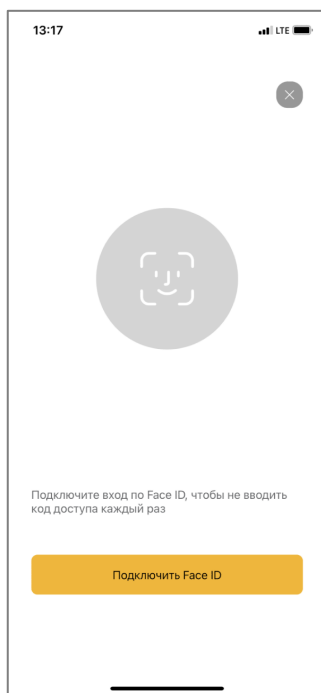 13:17
LTE
Подключите вход по Face ID, чтобы не вводить
код доступа каждый раз
Подключить Face ID